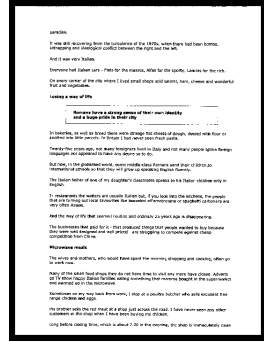 paradise.
It was still recovering from the turbulence of the 1970s, when there had been bombs,
kidnapping and ideological conflict between the right and the left.
And it was very Italian.
Everyone had Italian cars - Fiats for the masses, Alfas for the sporty, Lancias for the rich.
On every corner of the city where I lived small shops sold salami, ham, cheese and wonderful
fruit and vegetables.
Losing a way of life
Romans have a strong sense of their own identity
and a huge pride in their city
In bakeries, as well as bread there were strange flat sheets of dough, dusted with flour or
knotted into little parcels. In Britain I had never seen fresh pasta.
Twenty-five years ago, not many foreigners lived in Italy and not many people spoke foreign
languages nor appeared to have any desire to do so.
But now, in the globalised world, many middle class Romans send their children to
international schools so that they will grow up speaking English fluently.
The Italian father of one of my daughter's classmates speaks to his Italian children only in
English.
In restaurants the waiters are usually Italian but, if you look into the kitchens, the people
that are turning out local favourites like bucatini all'amatriciana or spaghetti carbonara are
very often Asians.
And the way of life that seemed routine and ordinary 25 years ago is disappearing.
The businesses that paid for it - that produced things that people wanted to buy because
they were well designed and well priced - are struggling to compete against cheap
competition from China.
Microwave meals
The wives and mothers, who would have spent the morning shopping and cooking, often go
to work now.
Many of the small food shops they do not have time to visit any more have closed. Adverts
on TV show happy families eating something that mamma bought in the supermarket
and warmed up in the microwave.
Sometimes on my way back from work, I stop at a poultry butcher who sells excellent free
range chickens and eggs.
His brother sells the red meat at a shop just across the road. I have never seen any other
customers in the shop when I have been buying my chicken.
Long before closing time, which is about 7.30 in the evening, the shop is immaculately clean